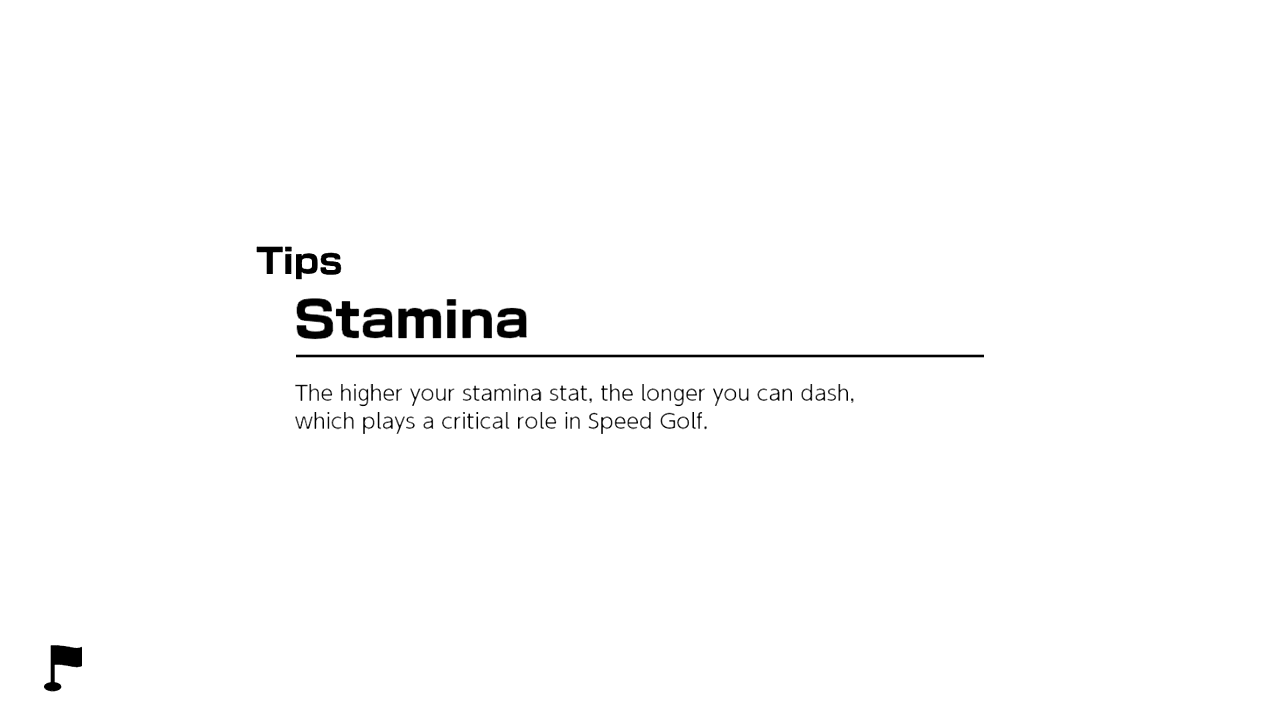 Tips
Stamina
The higher your stamina stat, the longer you can dash,
which plays a critical role in Speed Golf.